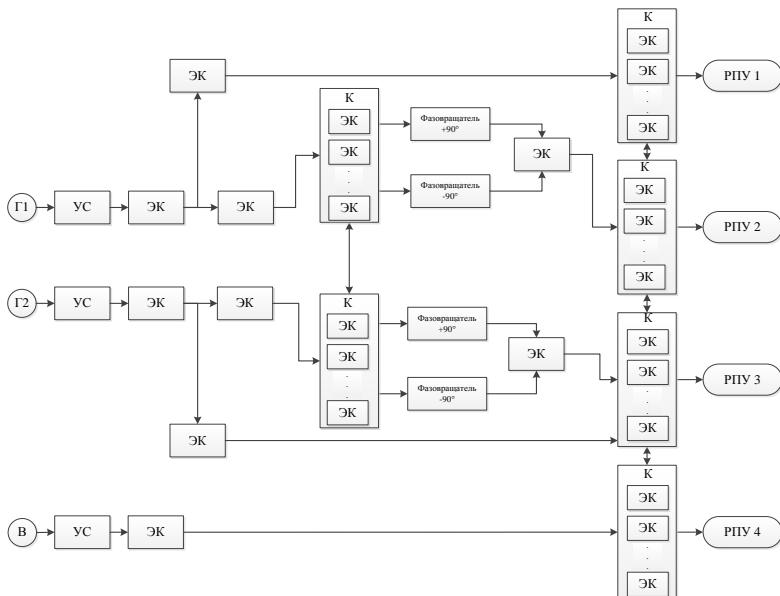 К
ЭК
ЭК
.
.
.
ЭК
РПУ 1
ЭК
К
ЭК
ЭК
. . .
ЭК
Фазовращатель
+90°
Фазовращатель
-90°
ЭК
Г1
УС
ЭК
ЭК
К
ЭК
ЭК
.
.
.
ЭК
РПУ 2
Г2
УС
ЭК
ЭК
К
ЭК
ЭК
. . .
ЭК
Фазовращатель
+90°
Фазовращатель
-90°
ЭК
К
ЭК
ЭК
.
.
.
ЭК
РПУ 3
ЭК
В
УС
ЭК
К
ЭК
ЭК
. . .
ЭК
РПУ 4